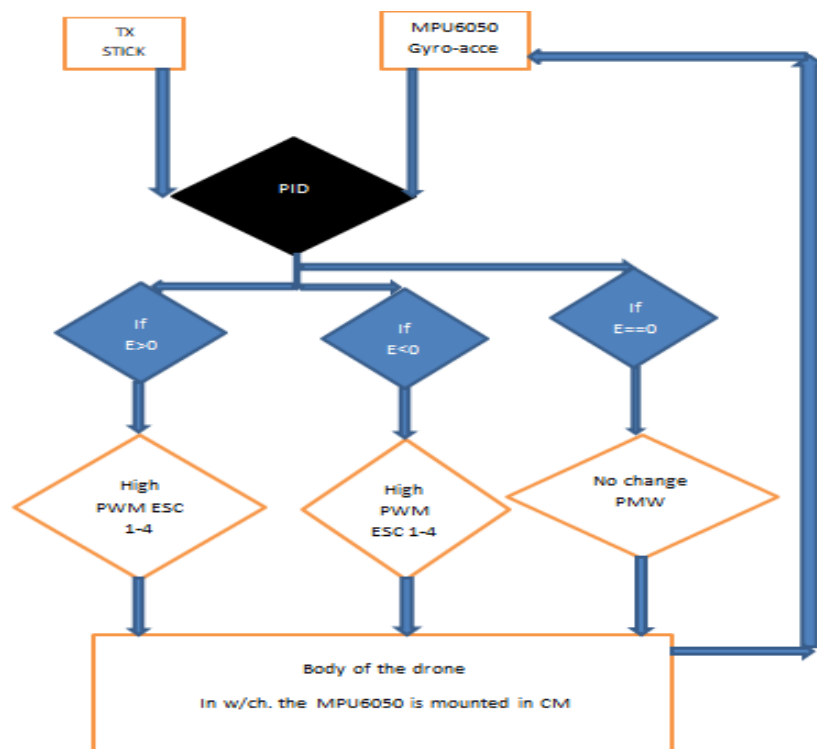 TX
STICK
MPU6050
Gyro-acce
PID
If
E>0
If
E<0
If
E==0
High
PWM ESC
1-4
High
PWM
ESC 1-4
No change
PMW
Body of the drone
In w/ch. the MPU6050 is mounted in CM